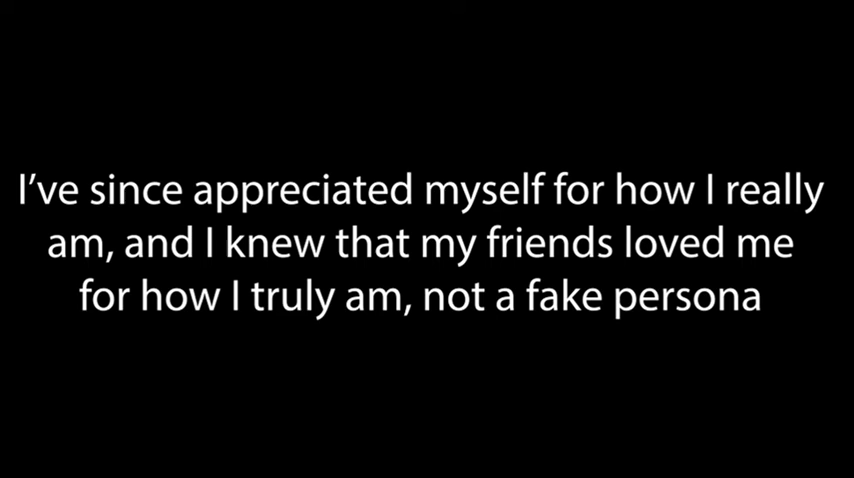 I’ve since appreciated myself for how I really
am, and I knew that my friends loved me
for how I truly am, not a fake persona